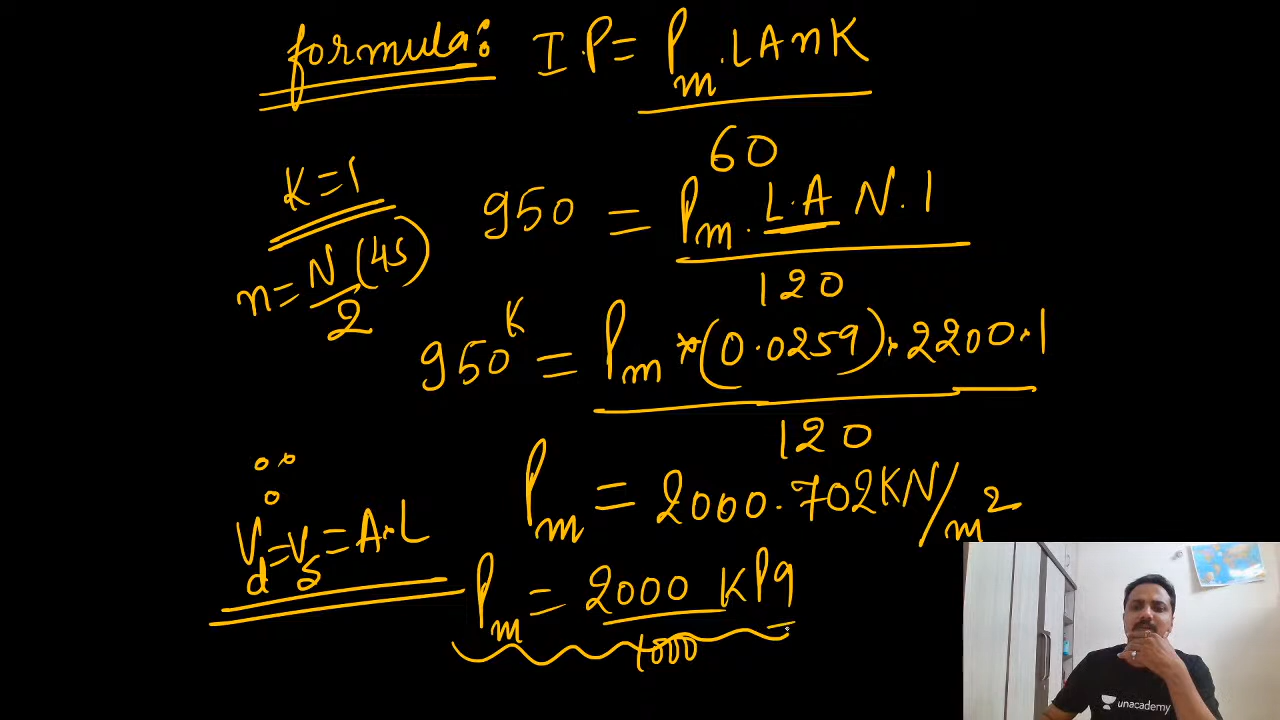 formula: I.P = Pm.LAnK / 60
K=1
950 = Pm. L.A N.1 / 120
n = N/2 (4s)
950 K = Pm * (0.0259) * 2200.1 / 120
Pm = 2000.702 KN/m²
∴ Vd = Vs = A.L
Pm = 2000 KPa
1000
unacademy